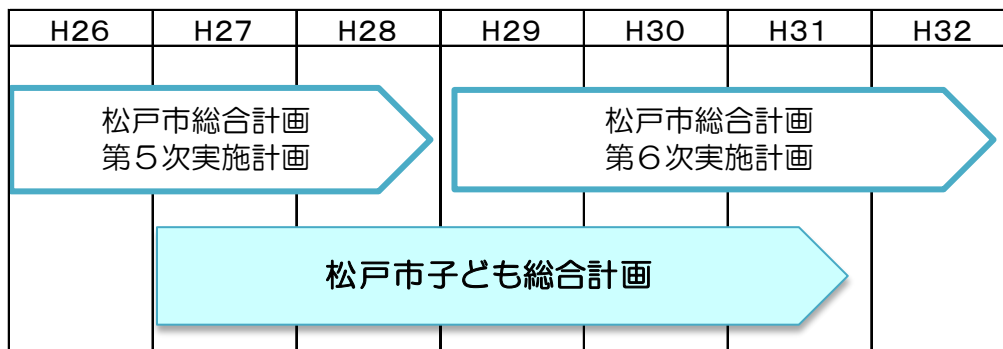 H26 H27 H28 H29 H30 H31 H32
松戸市総合計画
第5次実施計画
松戸市総合計画
第6次実施計画
松戸市子ども総合計画